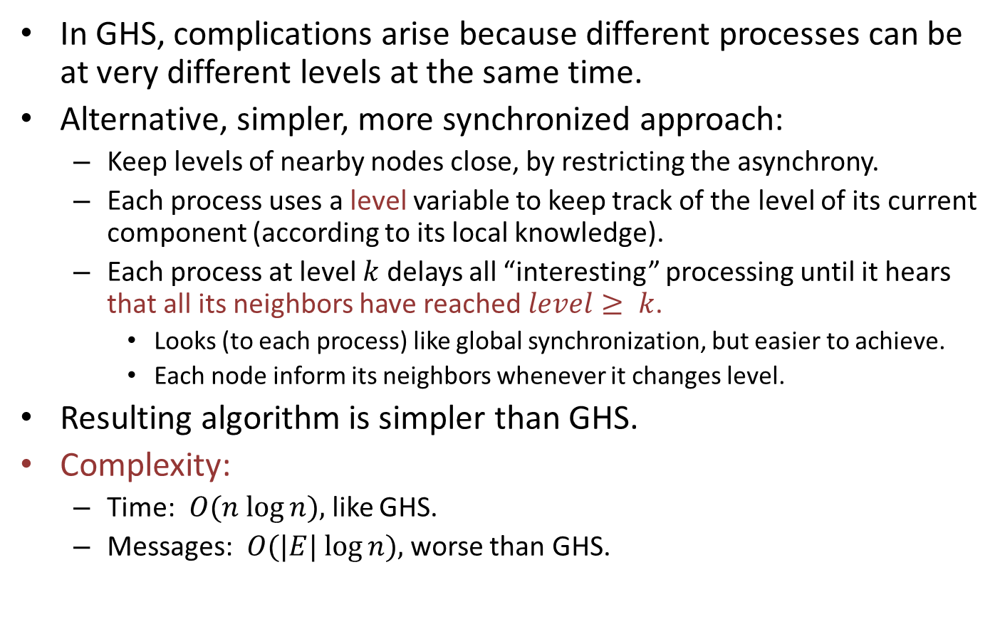 • In GHS, complications arise because different processes can be
at very different levels at the same time.
• Alternative, simpler, more synchronized approach:
– Keep levels of nearby nodes close, by restricting the asynchrony.
– Each process uses a level variable to keep track of the level of its current
component (according to its local knowledge).
– Each process at level k delays all “interesting” processing until it hears
that all its neighbors have reached level ≥ k.
• Looks (to each process) like global synchronization, but easier to achieve.
• Each node inform its neighbors whenever it changes level.
• Resulting algorithm is simpler than GHS.
• Complexity:
– Time: O(n log n), like GHS.
– Messages: O(|E| log n), worse than GHS.